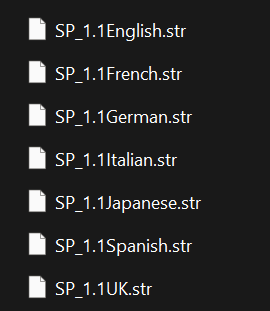 SP_1.1English.str
SP_1.1French.str
SP_1.1German.str
SP_1.1Italian.str
SP_1.1Japanese.str
SP_1.1Spanish.str
SP_1.1UK.str